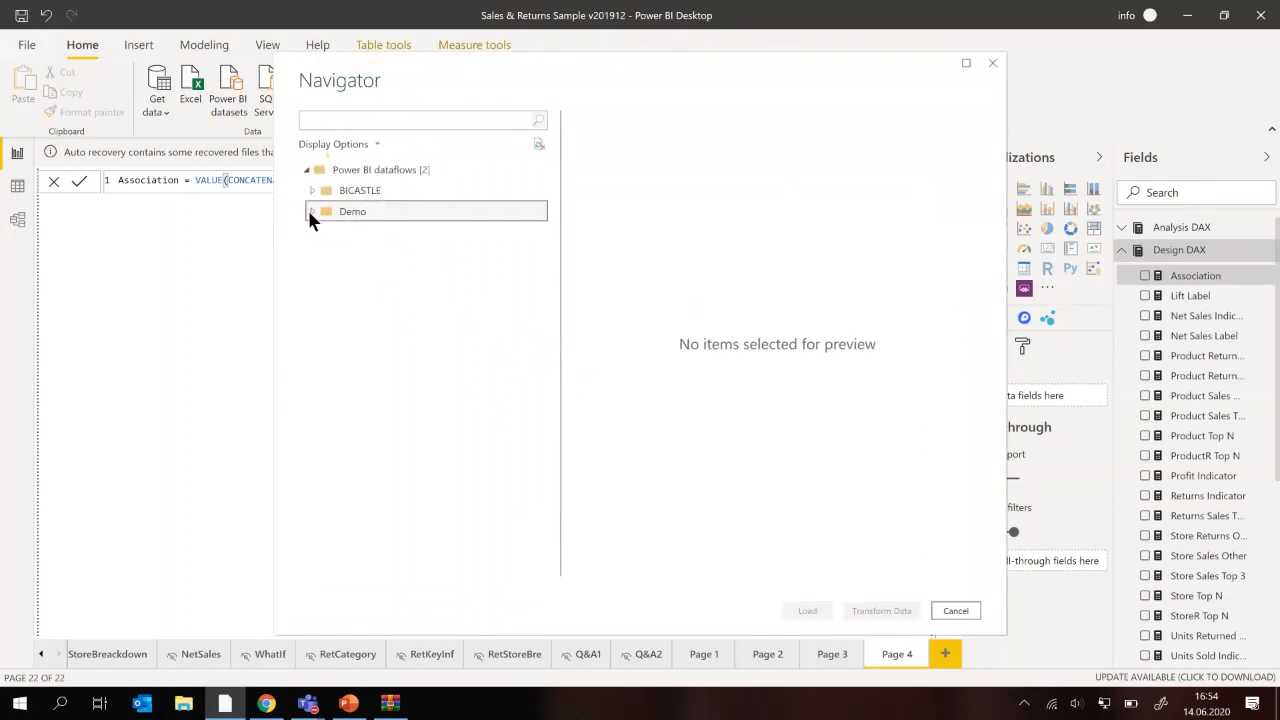 Sales & Returns Sample v201912 - Power BI Desktop
info
File
Home
Insert
Modeling
View
Help
Table tools
Measure tools
Paste
Cut
Copy
Format painter
Clipboard
Get
data
Excel
Power BI
datasets
Data
Auto recovery contains some recovered files tha
1 Association = VALUE(CONCATENA
Navigator
Display Options
Power BI dataflows [2]
BICASTLE
Demo
No items selected for preview
Load
Transform Data
Cancel
lizations
R
Py
ta fields here
through
port
filters
ll-through fields here
Fields
Search
Analysis DAX
Design DAX
Association
Lift Label
Net Sales Indic...
Net Sales Label
Product Return...
Product Return...
Product Sales ...
Product Sales T...
Product Top N
ProductR Top N
Profit Indicator
Returns Indicator
Returns Sales T...
Store Returns O...
Store Sales Other
Store Sales Top 3
Store Top N
StoreR Top N
Units Returned ...
Units Sold Indic...
StoreBreakdown
NetSales
WhatIf
RetCategory
RetKeyInf
RetStoreBre
Q&A1
Q&A2
Page 1
Page 2
Page 3
Page 4
PAGE 22 OF 22
UPDATE AVAILABLE (CLICK TO DOWNLOAD)
16:54
14.06.2020